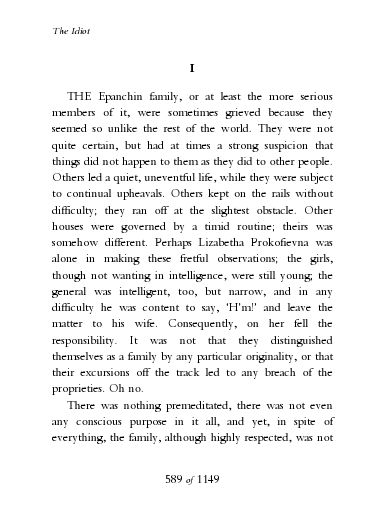 The Idiot
I
THE Epanchin family, or at least the more serious
members of it, were sometimes grieved because they
seemed so unlike the rest of the world. They were not
quite certain, but had at times a strong suspicion that
things did not happen to them as they did to other people.
Others led a quiet, uneventful life, while they were subject
to continual upheavals. Others kept on the rails without
difficulty; they ran off at the slightest obstacle. Other
houses were governed by a timid routine; theirs was
somehow different. Perhaps Lizabetha Prokofievna was
alone in making these fretful observations; the girls,
though not wanting in intelligence, were still young; the
general was intelligent, too, but narrow, and in any
difficulty he was content to say, 'H'm!' and leave the
matter to his wife. Consequently, on her fell the
responsibility. It was not that they distinguished
themselves as a family by any particular originality, or that
their excursions off the track led to any breach of the
proprieties. Oh no.
There was nothing premeditated, there was not even
any conscious purpose in it all, and yet, in spite of
everything, the family, although highly respected, was not
589 of 1149